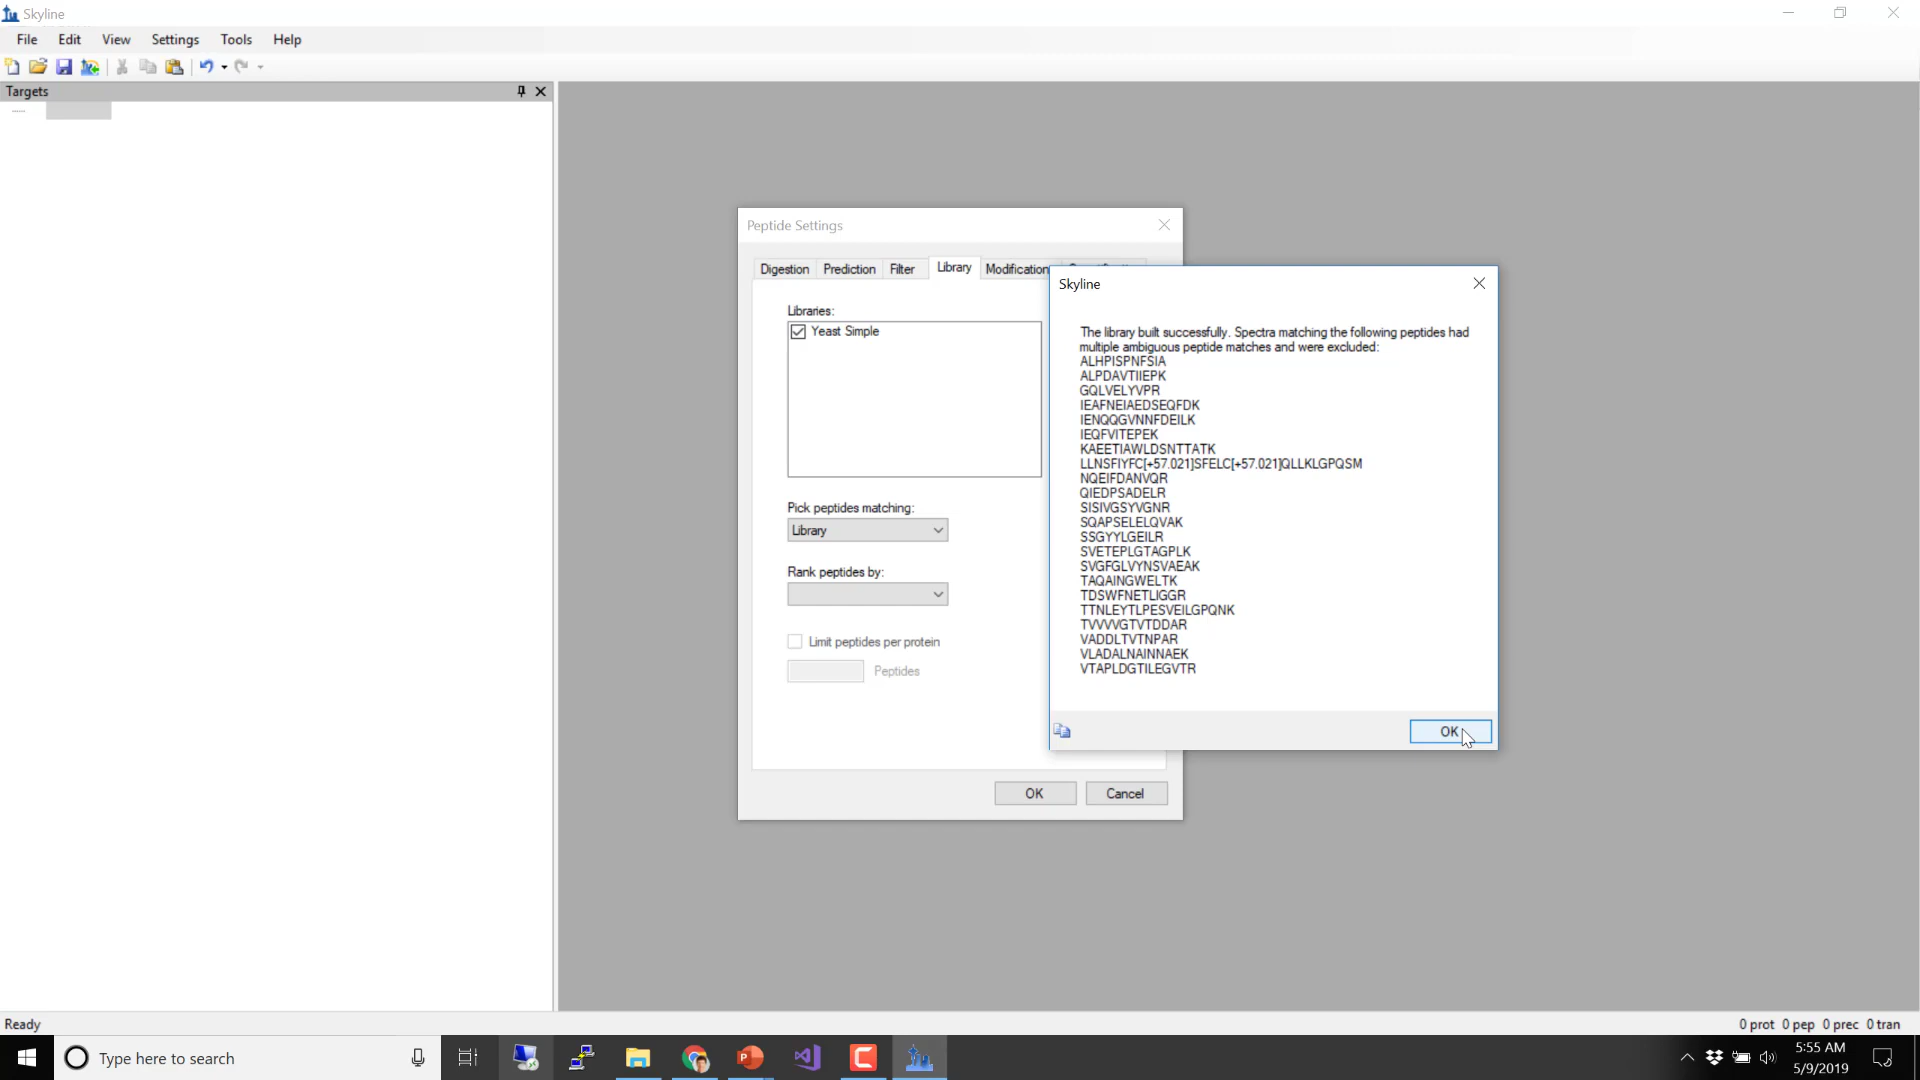 Skyline
File Edit View Settings Tools Help
Targets
Peptide Settings
Digestion Prediction Filter Library Modification
Libraries:
Yeast Simple
Pick peptides matching:
Library
Rank peptides by:
Limit peptides per protein
Peptides
OK Cancel
Skyline
The library built successfully. Spectra matching the following peptides had
multiple ambiguous peptide matches and were excluded:
ALHPISPNFSIA
ALPDAVTIIEPK
GQLVELYVPR
IEAFNEIAEDSEQFDK
IENQQGVNNFDEILK
IEQFVITEPEK
KAEETIAWLDSNTTATK
LLNSFIYFC[+57.021]SFELC[+57.021]QLLKLGPQSM
NQEIFDANVQR
QIEDPSADELR
SISIVGSYVGNR
SQAPSELELQVAK
SSGYYLGEILR
SVETEPLGTAGPLK
SVGFGLVYNSVAEAK
TAQAINGWELTK
TDSWFNETLIGGR
TTNLEYTLPESVEILGPQNK
TVVVVGTVTDDAR
VADDLTVTNPAR
VLADALNAINNAEK
VTAPLDGTILEGVTR
OK
Ready
0 prot 0 pep 0 prec 0 tran
Type here to search
5:55 AM
5/9/2019